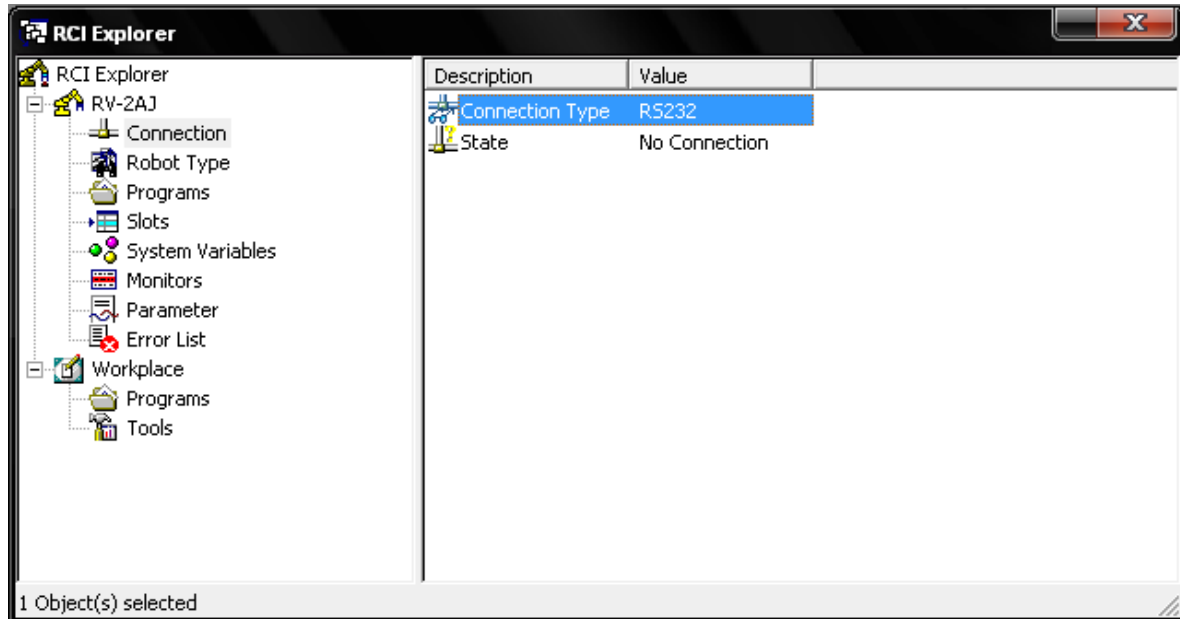 RCI Explorer
RCI Explorer
RV-2AJ
Connection
Robot Type
Programs
Slots
System Variables
Monitors
Parameter
Error List
Workplace
Programs
Tools
Description Value
Connection Type RS232
State No Connection
1 Object(s) selected